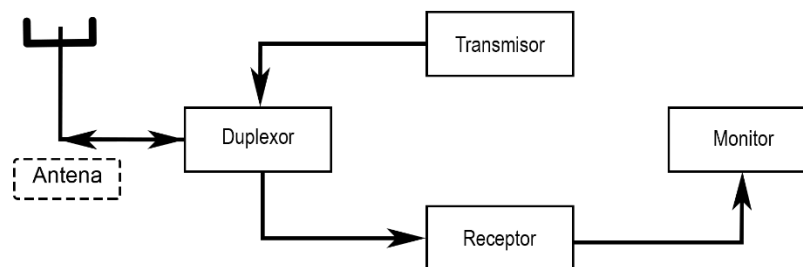 Transmisor
Duplexor
Monitor
Antena
Receptor